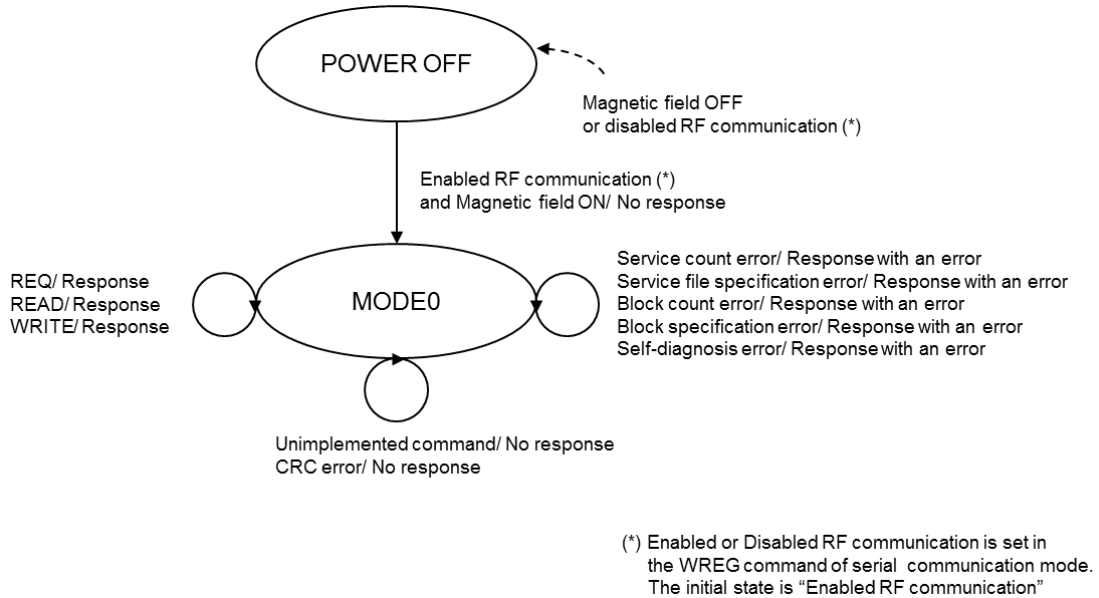 POWER OFF
Magnetic field OFF
or disabled RF communication (*)
Enabled RF communication (*)
and Magnetic field ON/ No response
REQ/ Response
READ/ Response
WRITE/ Response
MODE0
Service count error/ Response with an error
Service file specification error/ Response with an error
Block count error/ Response with an error
Block specification error/ Response with an error
Self-diagnosis error/ Response with an error
Unimplemented command/ No response
CRC error/ No response
(*) Enabled or Disabled RF communication is set in
the WREG command of serial communication mode.
The initial state is “Enabled RF communication”